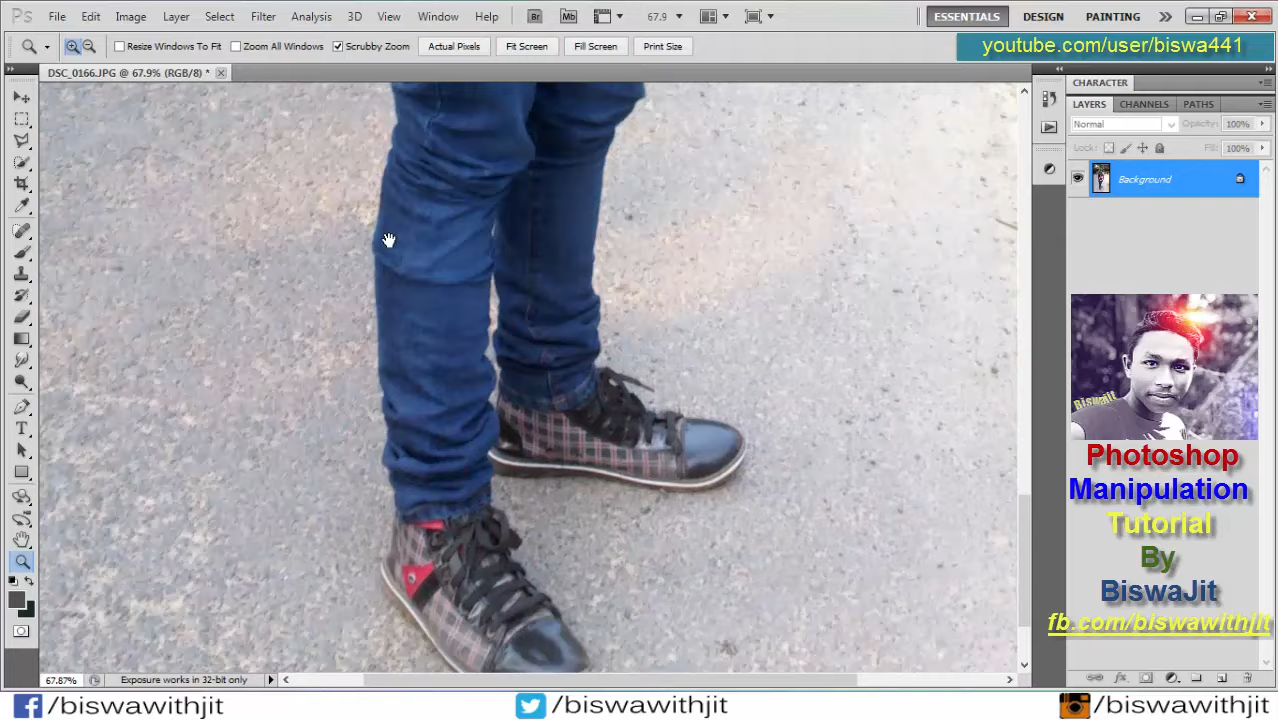 Ps File Edit Image Layer Select Filter Analysis 3D View Window Help Br Mb 67.9 ESSENTIALS DESIGN PAINTING
Resize Windows To Fit Zoom All Windows Scrubby Zoom Actual Pixels Fit Screen Fill Screen Print Size
youtube.com/user/biswa441
DSC_0166.JPG @ 67.9% (RGB/8) *
CHARACTER
LAYERS CHANNELS PATHS
Normal Opacity: 100%
Lock: Fill: 100%
Background
Biswajit
Photoshop
Manipulation
Tutorial
By
BiswaJit
fb.com/biswawithjit
67.87% Exposure works in 32-bit only
/biswawithjit /biswawithjit /biswawithjit